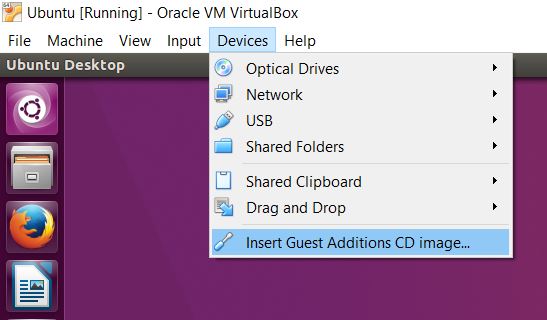 Ubuntu [Running] - Oracle VM VirtualBox
File Machine View Input Devices Help
Ubuntu Desktop
Optical Drives
Network
USB
Shared Folders
Shared Clipboard
Drag and Drop
Insert Guest Additions CD image...